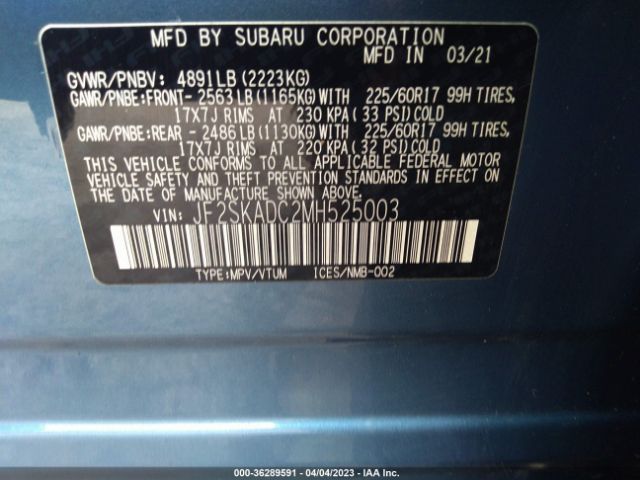 MFD BY SUBARU CORPORATION
MFD IN 03/21
GVWR/PNBV: 4891LB (2223KG)
GAWR/PNBE:FRONT- 2563 LB (1165KG) WITH 225/60R17 99H TIRES,
17X7J RIMS AT 230 KPA ( 33 PSI) COLD
GAWR/PNBE:REAR - 2486 LB (1130KG) WITH 225/60R17 99H TIRES,
17X7J RIMS AT 220 KPA ( 32 PSI) COLD
THIS VEHICLE CONFORMS TO ALL APPLICABLE FEDERAL MOTOR
VEHICLE SAFETY AND THEFT PREVENTION STANDARDS IN EFFECT ON
THE DATE OF MANUFACTURE SHOWN ABOVE.
VIN: JF2SKADC2MH525003
TYPE:MPV/VTUM ICES/NMB-002
000-36289591 - 04/04/2023 - IAA Inc.